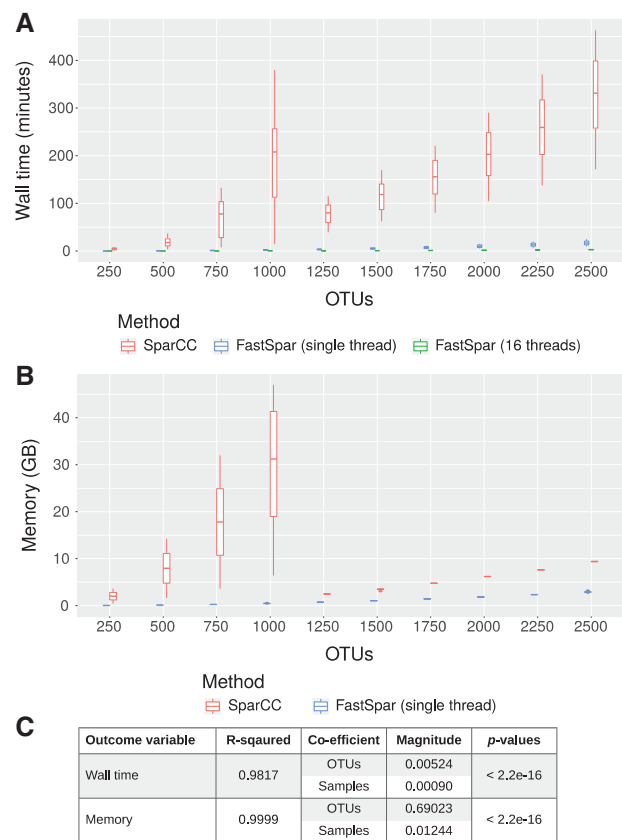 A
Wall time (minutes)
400
300
200
100
0
250 500 750 1000 1250 1500 1750 2000 2250 2500
OTUs
Method
SparCC FastSpar (single thread) FastSpar (16 threads)
B
Memory (GB)
40
30
20
10
0
250 500 750 1000 1250 1500 1750 2000 2250 2500
OTUs
Method
SparCC FastSpar (single thread)
C
Outcome variable R-sqaured Co-efficient Magnitude p-values
Wall time 0.9817 OTUs 0.00524 < 2.2e-16
Samples 0.00090
Memory 0.9999 OTUs 0.69023 < 2.2e-16
Samples 0.01244